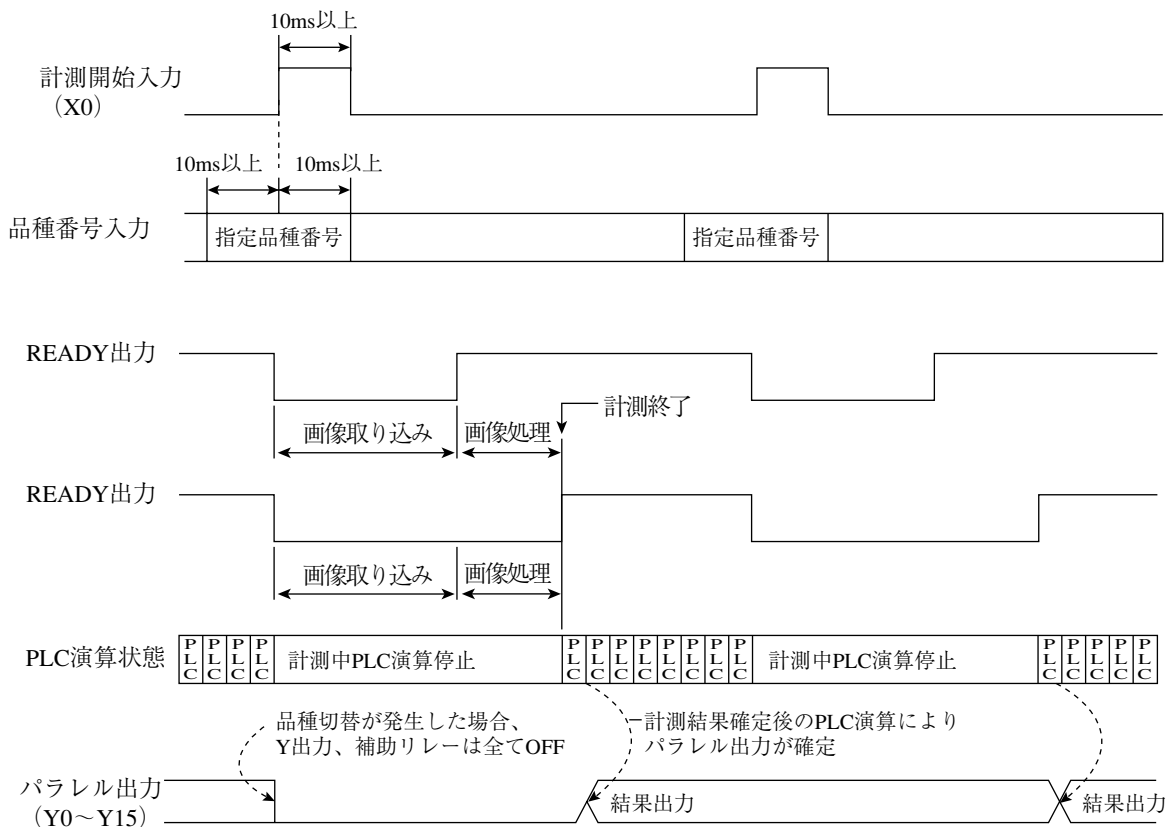 10ms以上
計測開始入力
（X0）
10ms以上
10ms以上
品種番号入力
指定品種番号
指定品種番号
READY出力
計測終了
画像取り込み
画像処理
READY出力
画像取り込み
画像処理
PLC演算状態
PLC
PLC
PLC
PLC
計測中PLC演算停止
PLC
PLC
PLC
PLC
PLC
PLC
PLC
PLC
計測中PLC演算停止
PLC
PLC
PLC
PLC
PLC
品種切替が発生した場合、
Y出力、補助リレーは全てOFF
計測結果確定後のPLC演算により
パラレル出力が確定
パラレル出力
（Y0～Y15）
結果出力
結果出力